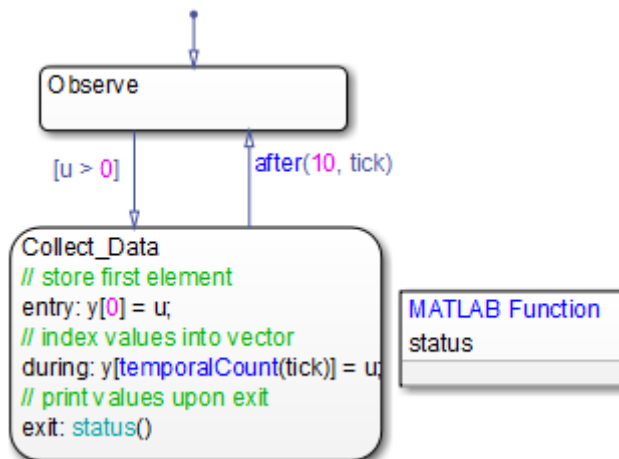 Observe
[u > 0]
after(10, tick)
Collect_Data
// store first element
entry: y[0] = u;
// index values into vector
during: y[temporalCount(tick)] = u;
// print values upon exit
exit: status()
MATLAB Function
status